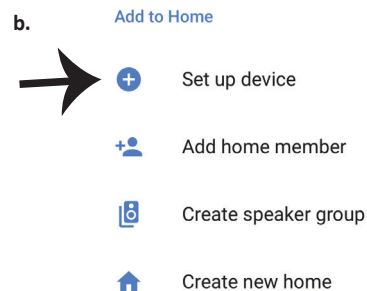 b.
Add to Home
Set up device
Add home member
Create speaker group
Create new home